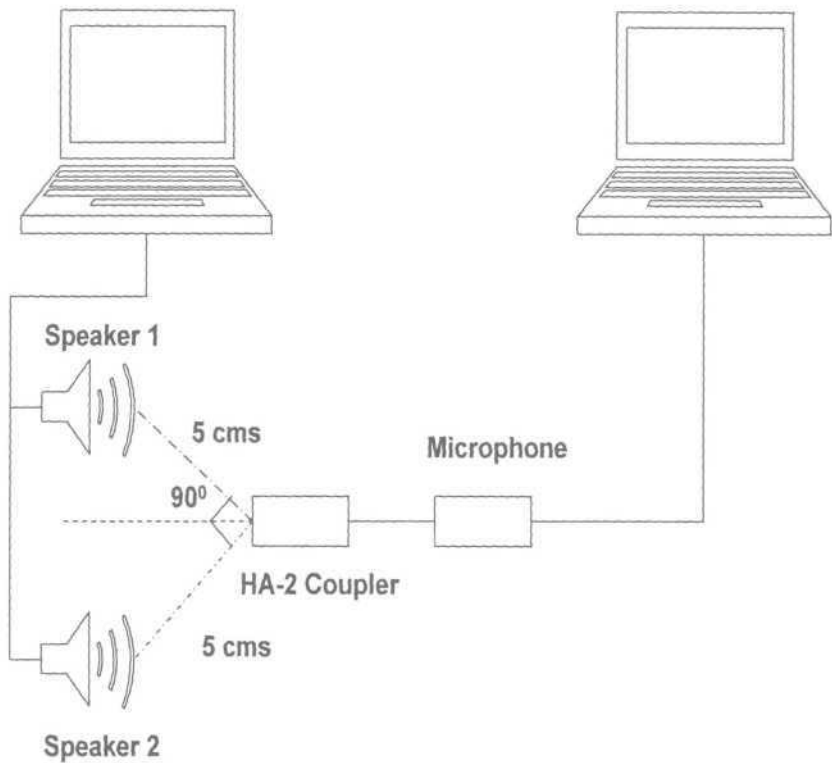 Speaker 1
5 cms
Microphone
90⁰
HA-2 Coupler
5 cms
Speaker 2